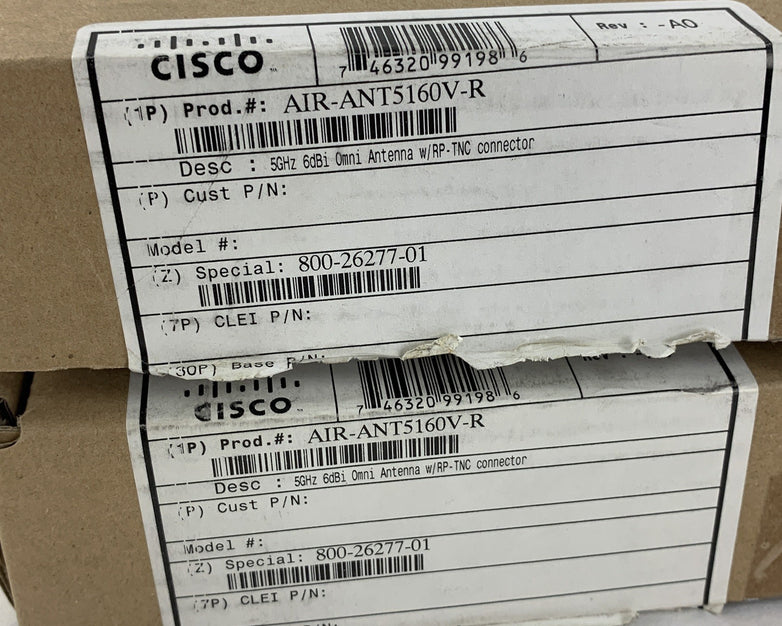 CISCO
7 46320 99198 6
Rev : -A0
(1P) Prod.#: AIR-ANT5160V-R
Desc : 5GHz 6dBi Omni Antenna w/RP-TNC connector
(P) Cust P/N:
Model #:
(Z) Special: 800-26277-01
(7P) CLEI P/N:
(30P) Base P/N:
CISCO
7 46320 99198 6
Rev :
(1P) Prod.#: AIR-ANT5160V-R
Desc : 5GHz 6dBi Omni Antenna w/RP-TNC connector
(P) Cust P/N:
Model #:
(Z) Special: 800-26277-01
(7P) CLEI P/N: